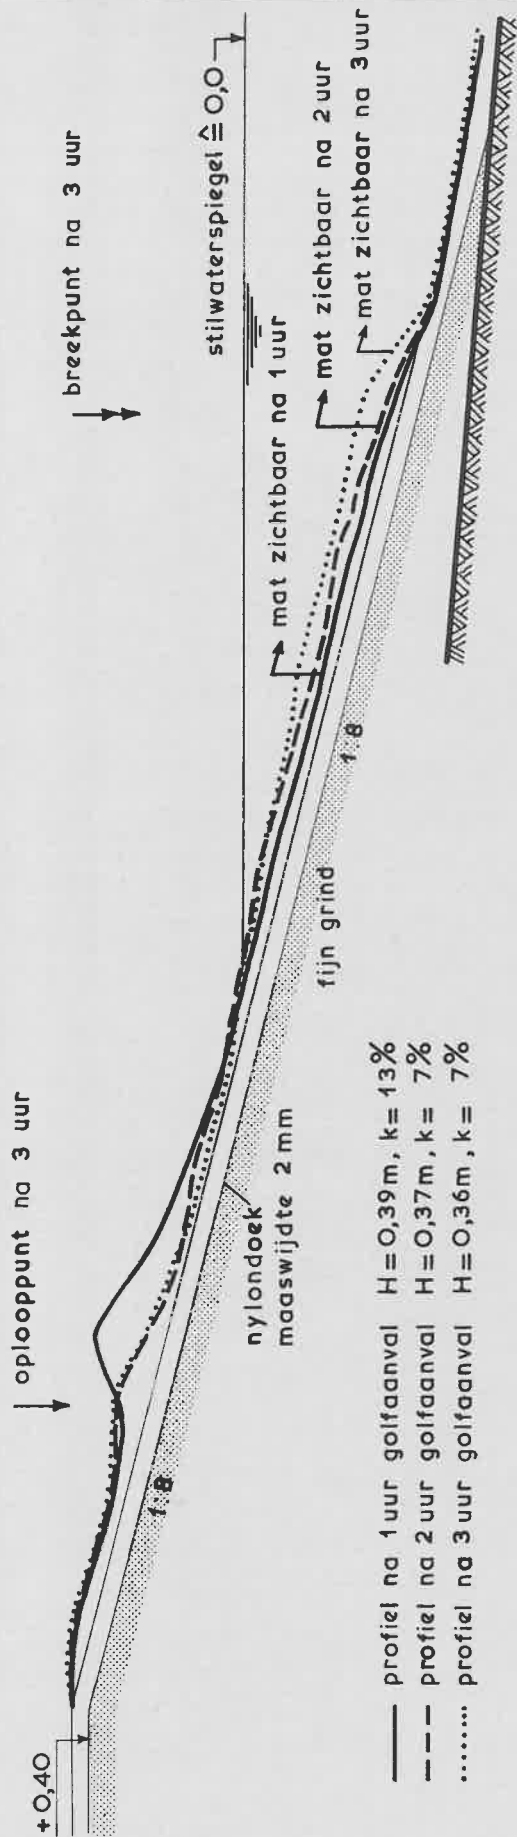 +0,40
oplooppunt na 3 uur
breekpunt na 3 uur
stilwaterspiegel ≙ 0,0
mat zichtbaar na 1 uur
mat zichtbaar na 2 uur
mat zichtbaar na 3 uur
1:8
1:8
nylondoek
maaswijdte 2 mm
fijn grind
profiel na 1 uur golfaanval H = 0,39 m, k = 13%
profiel na 2 uur golfaanval H = 0,37 m, k = 7%
profiel na 3 uur golfaanval H = 0,36 m, k = 7%